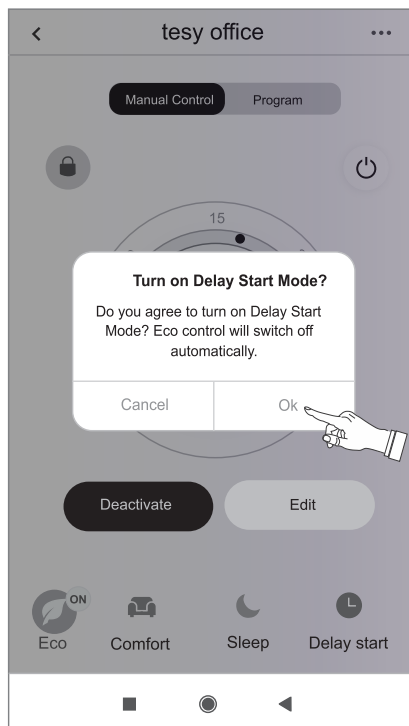 tesy office
Manual Control Program
15
Turn on Delay Start Mode?
Do you agree to turn on Delay Start
Mode? Eco control will switch off
automatically.
Cancel Ok
Deactivate Edit
ON
Eco Comfort Sleep Delay start